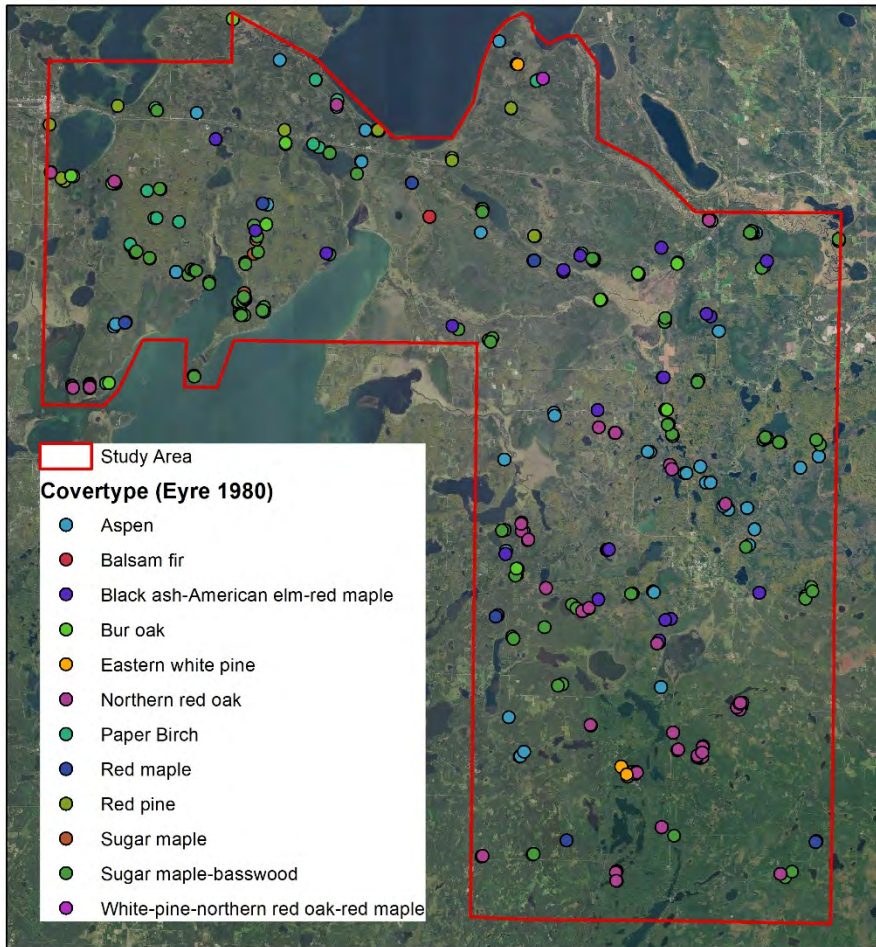 Study Area
Covertype (Eyre 1980)
Aspen
Balsam fir
Black ash-American elm-red maple
Bur oak
Eastern white pine
Northern red oak
Paper Birch
Red maple
Red pine
Sugar maple
Sugar maple-basswood
White-pine-northern red oak-red maple